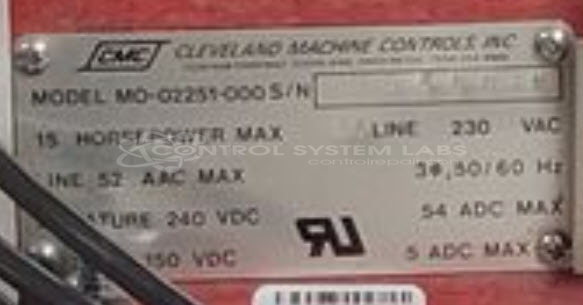 CMC CLEVELAND MACHINE CONTROLS, INC
MODEL MO-02251-000 S/N
15 HORSEPOWER MAX LINE 230 VAC
CONTROL SYSTEM LABS
INE 52 AAC MAX 3ø,50/60 Hz
ATURE 240 VDC 54 ADC MAX
150 VDC 5 ADC MAX